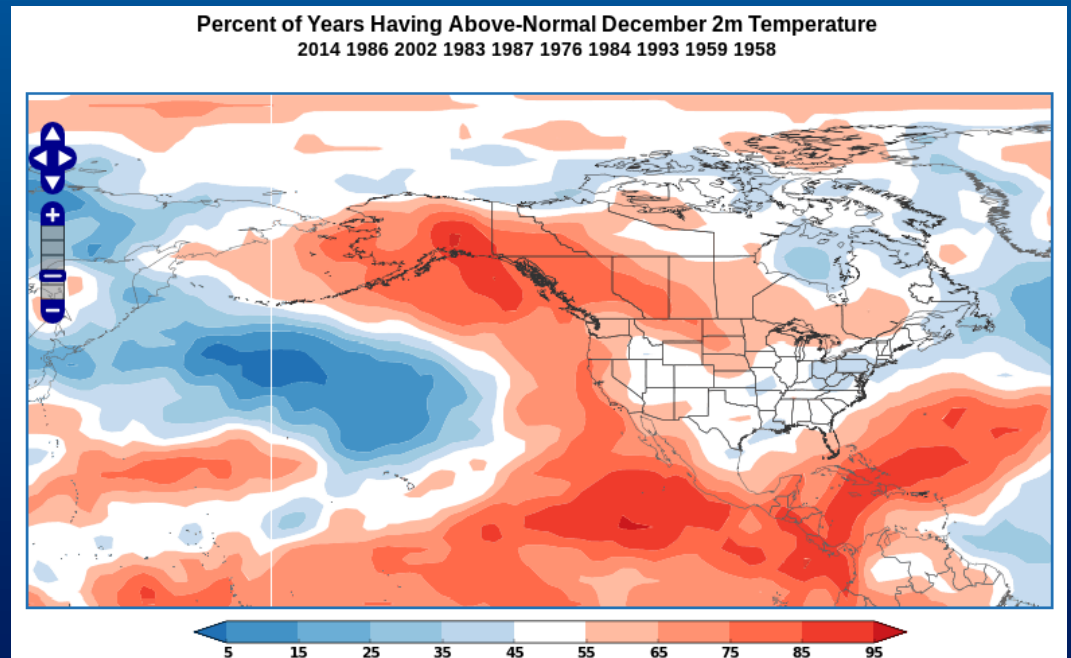 Percent of Years Having Above-Normal December 2m Temperature
2014 1986 2002 1983 1987 1976 1984 1993 1959 1958
5 15 25 35 45 55 65 75 85 95